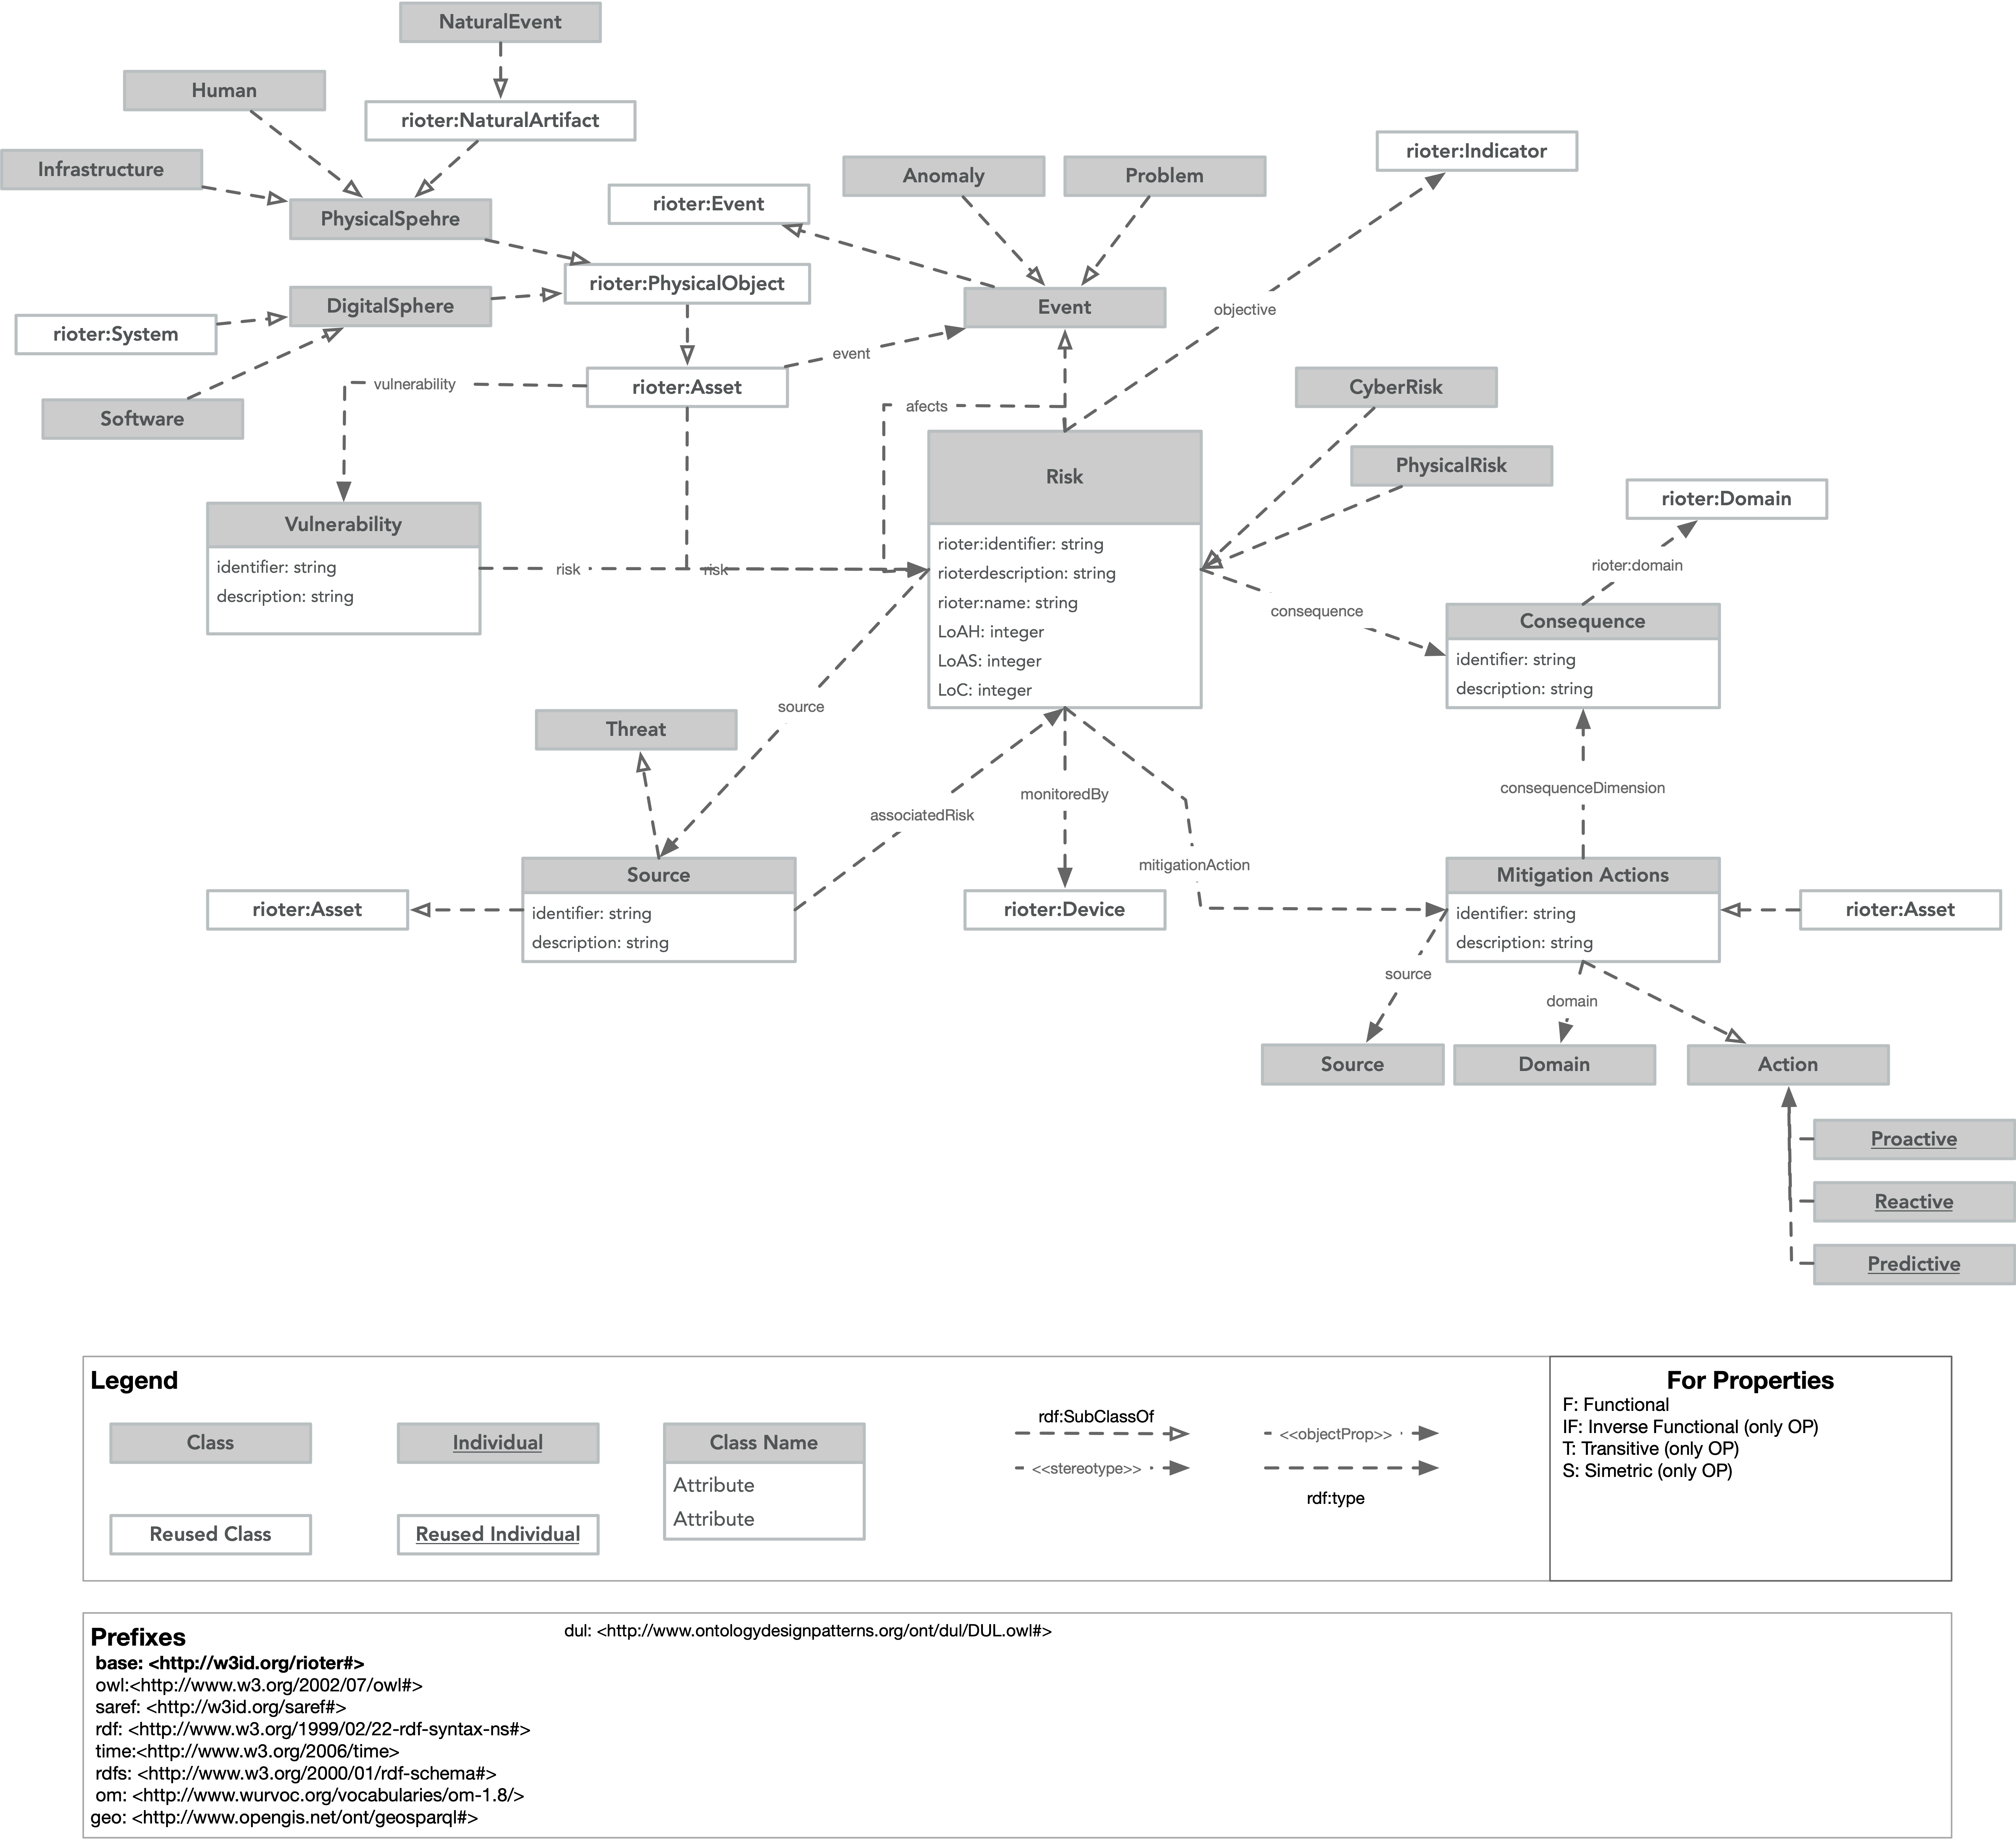 NaturalEvent
Human
rioter:NaturalArtifact
Infrastructure
PhysicalSpehre
rioter:Event
Anomaly
Problem
rioter:Indicator
rioter:PhysicalObject
DigitalSphere
rioter:System
Software
Event
objective
event
vulnerability
rioter:Asset
afects
CyberRisk
PhysicalRisk
rioter:Domain
Risk
rioter:identifier: string
rioterdescription: string
rioter:name: string
LoAH: integer
LoAS: integer
LoC: integer
Vulnerability
identifier: string
description: string
risk
risk
rioter:domain
consequence
Consequence
identifier: string
description: string
source
Threat
associatedRisk
monitoredBy
mitigationAction
consequenceDimension
rioter:Asset
Source
identifier: string
description: string
rioter:Device
Mitigation Actions
identifier: string
description: string
rioter:Asset
source
domain
Source
Domain
Action
Proactive
Reactive
Predictive
Legend
Class
Individual
Class Name
Attribute
Attribute
Reused Class
Reused Individual
rdf:SubClassOf
<<objectProp>>
<<stereotype>>
rdf:type
For Properties
F: Functional
IF: Inverse Functional (only OP)
T: Transitive (only OP)
S: Simetric (only OP)
Prefixes
base: <http://w3id.org/rioter#>
owl:<http://www.w3.org/2002/07/owl#>
saref: <http://w3id.org/saref#>
rdf: <http://www.w3.org/1999/02/22-rdf-syntax-ns#>
time:<http://www.w3.org/2006/time>
rdfs: <http://www.w3.org/2000/01/rdf-schema#>
om: <http://www.wurvoc.org/vocabularies/om-1.8/>
geo: <http://www.opengis.net/ont/geosparql#>
dul: <http://www.ontologydesignpatterns.org/ont/dul/DUL.owl#>